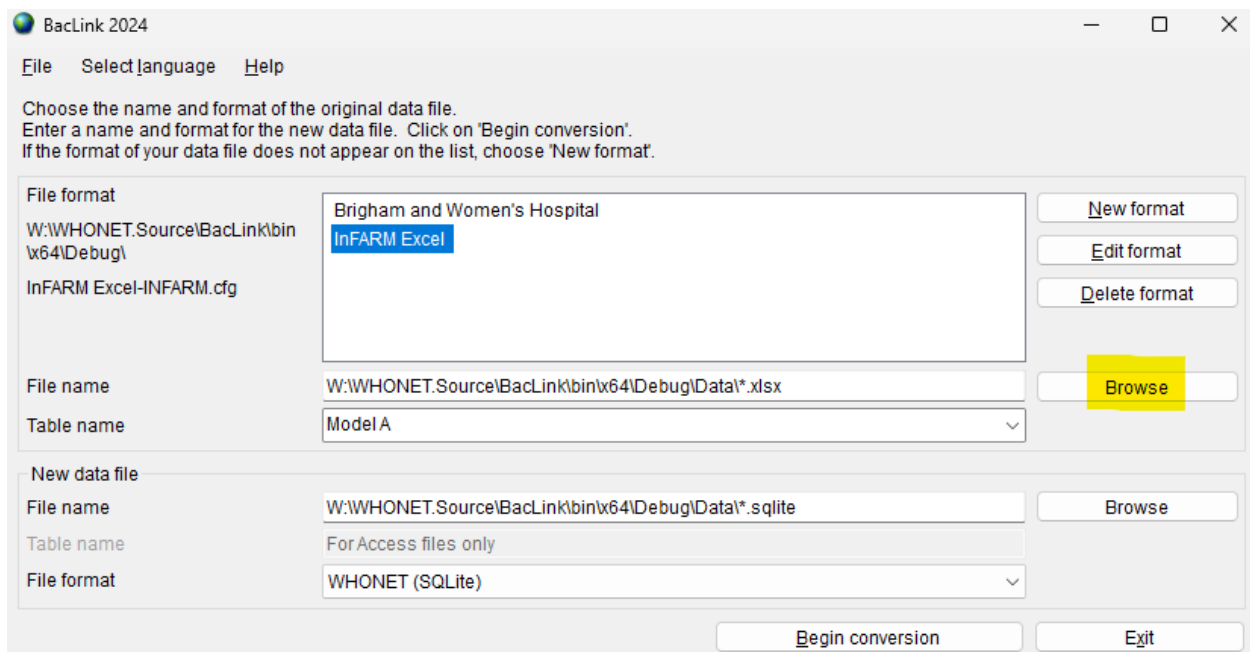 BacLink 2024
File Select language Help
Choose the name and format of the original data file.
Enter a name and format for the new data file. Click on 'Begin conversion'.
If the format of your data file does not appear on the list, choose 'New format'.
File format
W:\WHONET.Source\BacLink\bin
\x64\Debug\
InFARM Excel-INFARM.cfg
Brigham and Women's Hospital
InFARM Excel
New format
Edit format
Delete format
File name W:\WHONET.Source\BacLink\bin\x64\Debug\Data\*.xlsx Browse
Table name Model A
New data file
File name W:\WHONET.Source\BacLink\bin\x64\Debug\Data\*.sqlite Browse
Table name For Access files only
File format WHONET (SQLite)
Begin conversion Exit